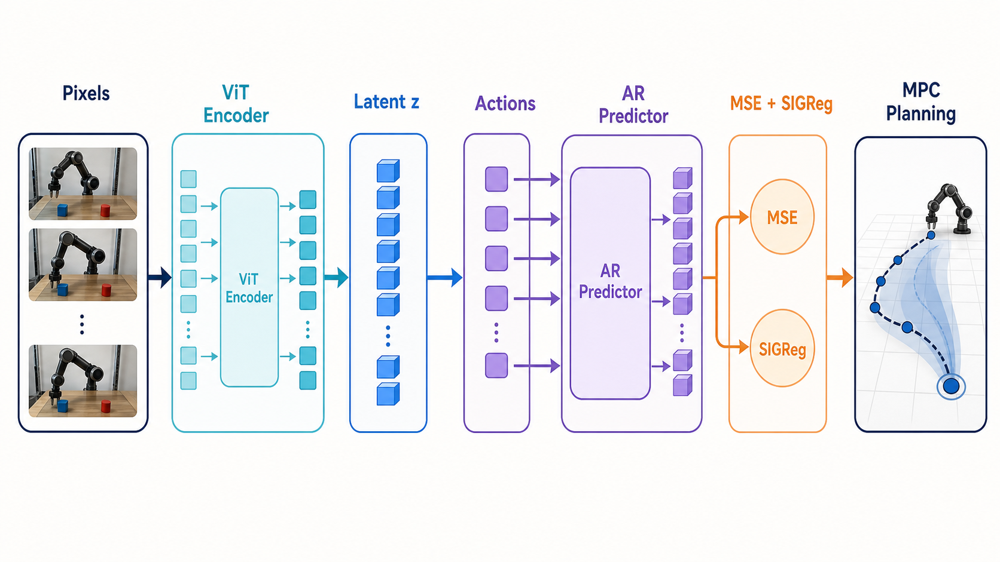 Pixels
ViT
Encoder
Latent z
Actions
AR
Predictor
MSE + SIGReg
MPC
Planning
ViT
Encoder
AR
Predictor
MSE
SIGReg